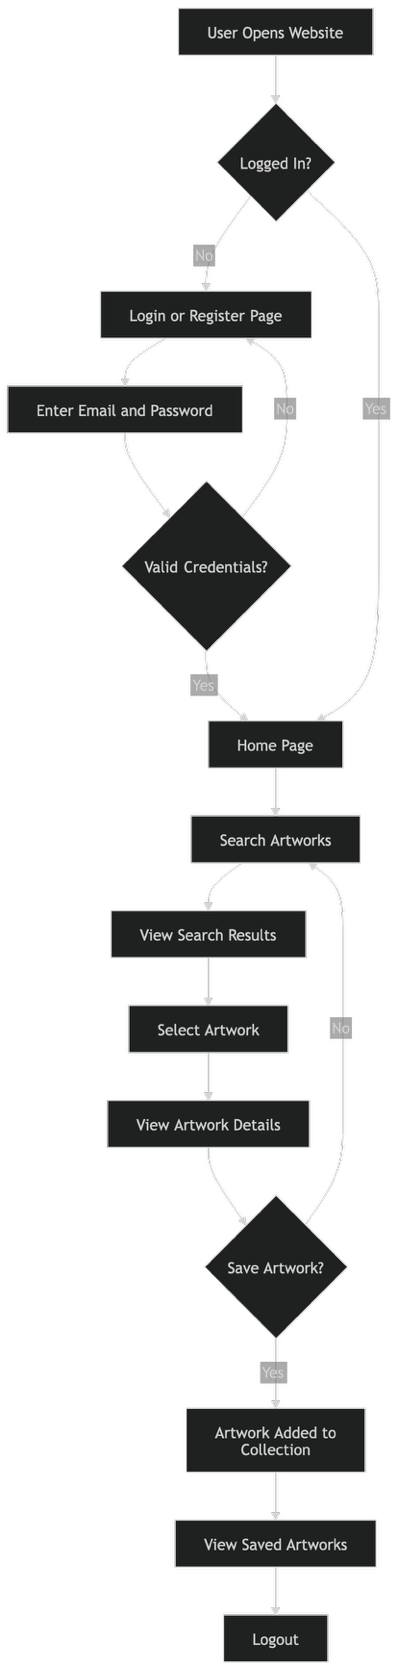 User Opens Website
Logged In?
No
Login or Register Page
Enter Email and Password
No
Yes
Valid Credentials?
Yes
Home Page
Search Artworks
View Search Results
Select Artwork
No
View Artwork Details
Save Artwork?
Yes
Artwork Added to
Collection
View Saved Artworks
Logout